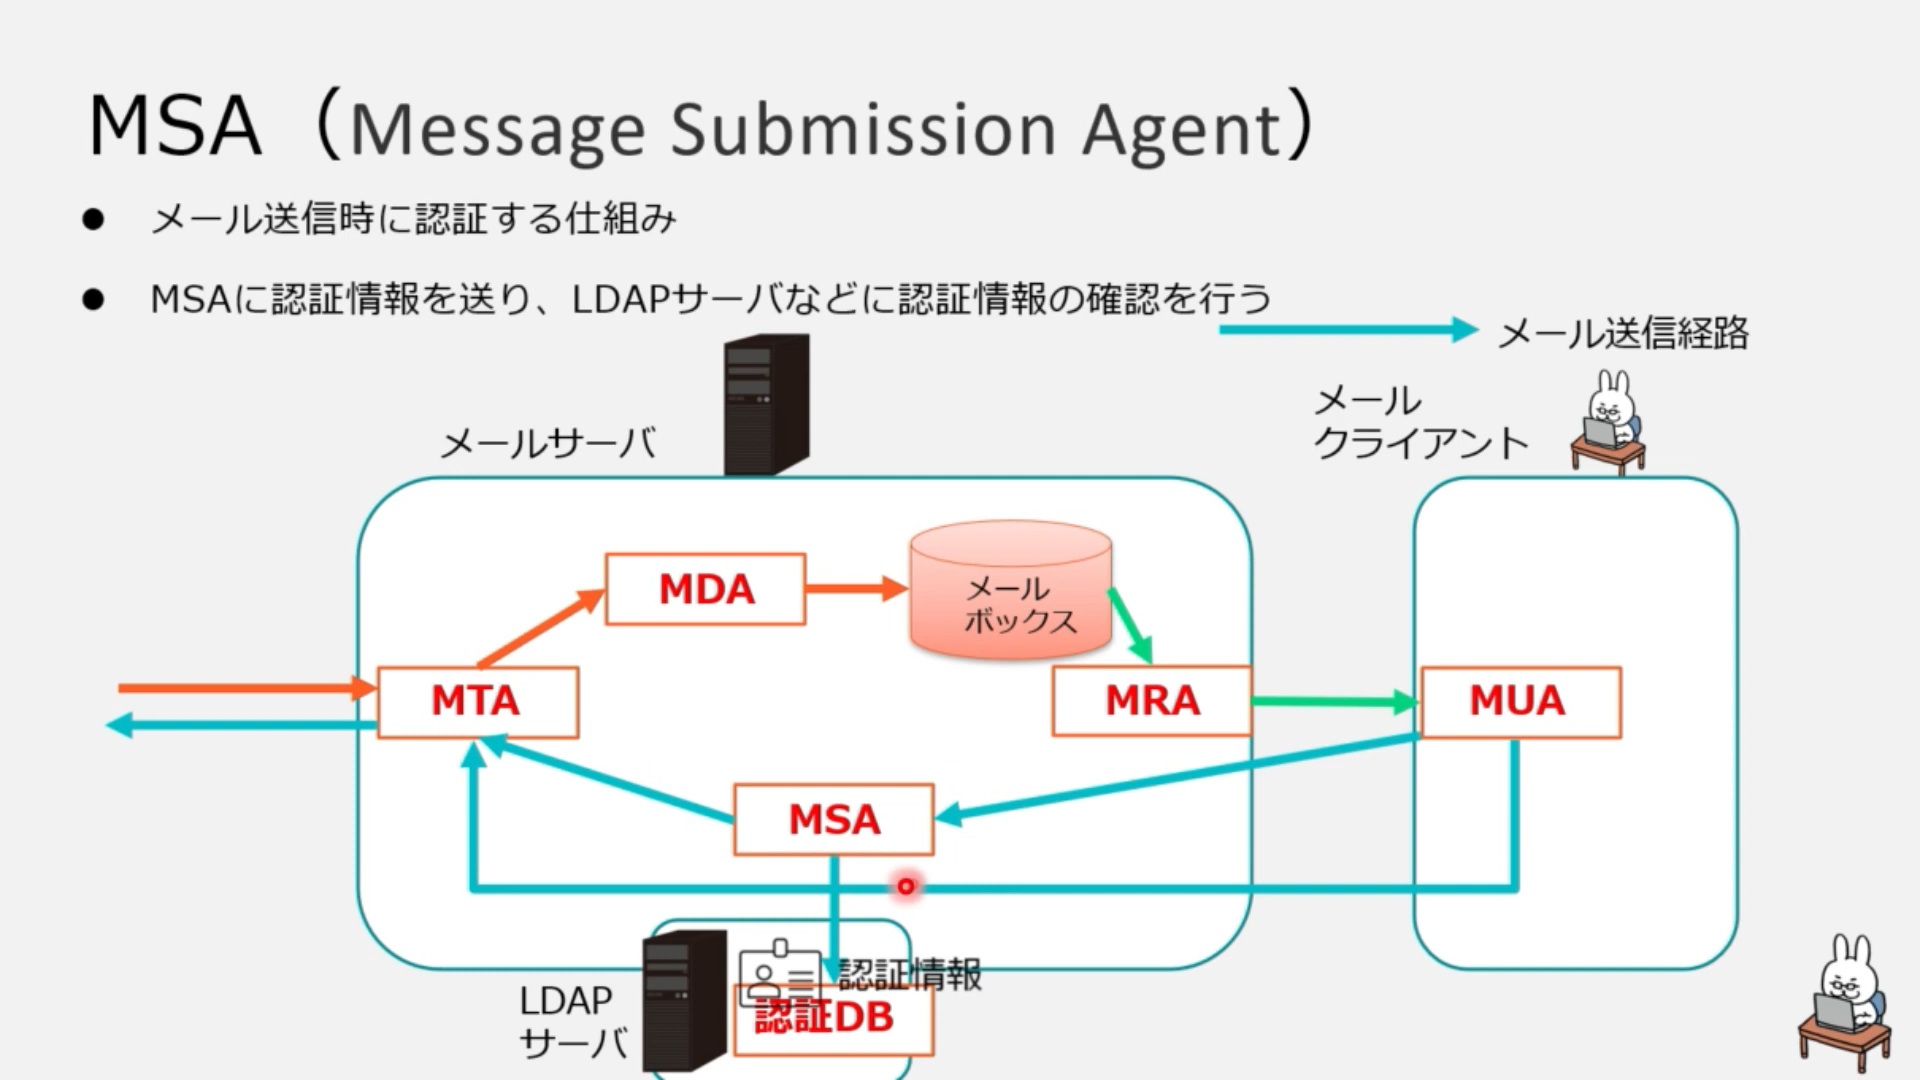 MSA（Message Submission Agent）
● メール送信時に認証する仕組み
● MSAに認証情報を送り、LDAPサーバなどに認証情報の確認を行う
メール送信経路
メールサーバ
メール
クライアント
MDA
メール
ボックス
MTA
MRA
MUA
MSA
認証情報
LDAP
サーバ
認証DB